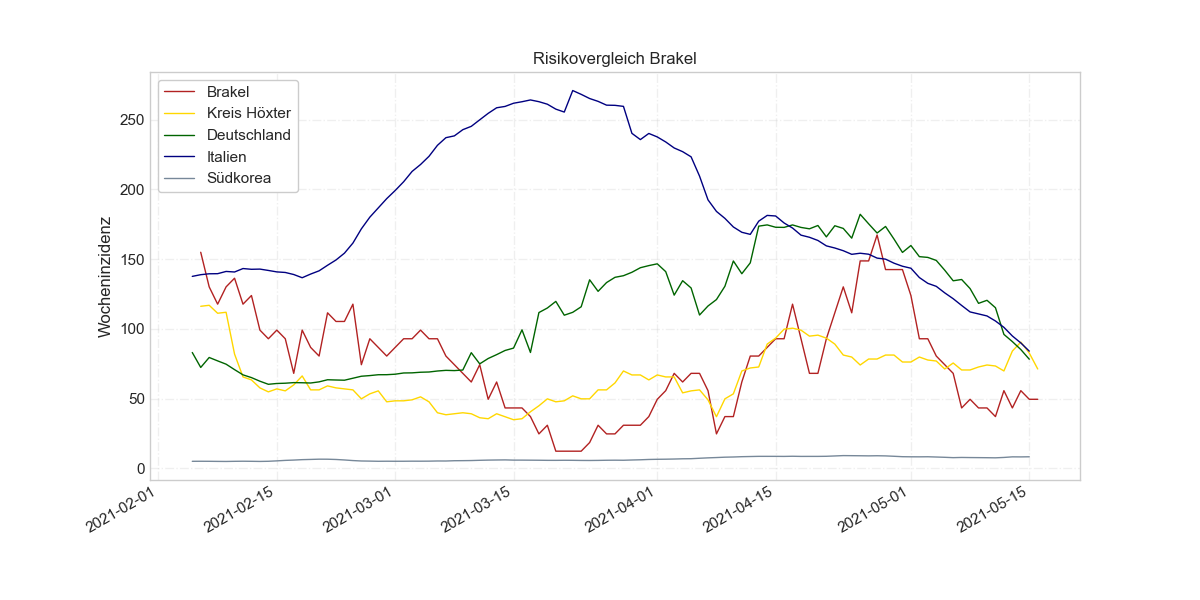 Risikovergleich Brakel
Brakel
Kreis Höxter
Deutschland
Italien
Südkorea
Wocheninzidenz
250
200
150
100
50
0
2021-02-01
2021-02-15
2021-03-01
2021-03-15
2021-04-01
2021-04-15
2021-05-01
2021-05-15